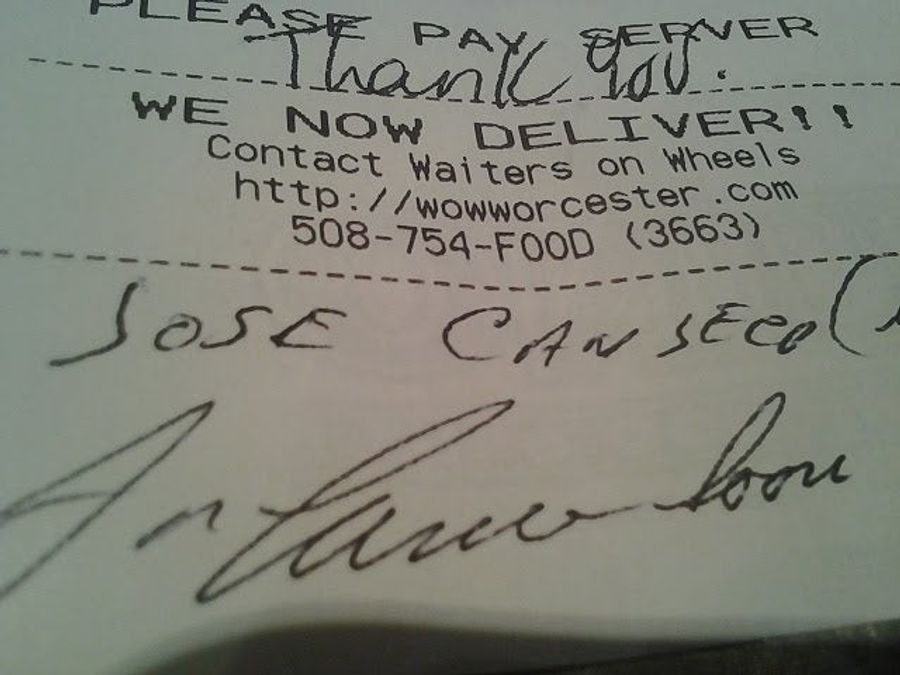 PLEASE PAY SERVER
Thank You.
WE NOW DELIVER!!
Contact Waiters on Wheels
http://wowworcester.com
508-754-FOOD (3663)
JOSE CANSECO (